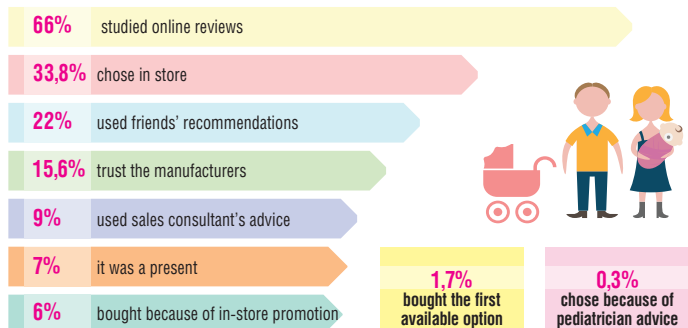 66% studied online reviews
33,8% chose in store
22% used friends' recommendations
15,6% trust the manufacturers
9% used sales consultant's advice
7% it was a present
6% bought because of in-store promotion
1,7%
bought the first
available option
0,3%
chose because of
pediatrician advice